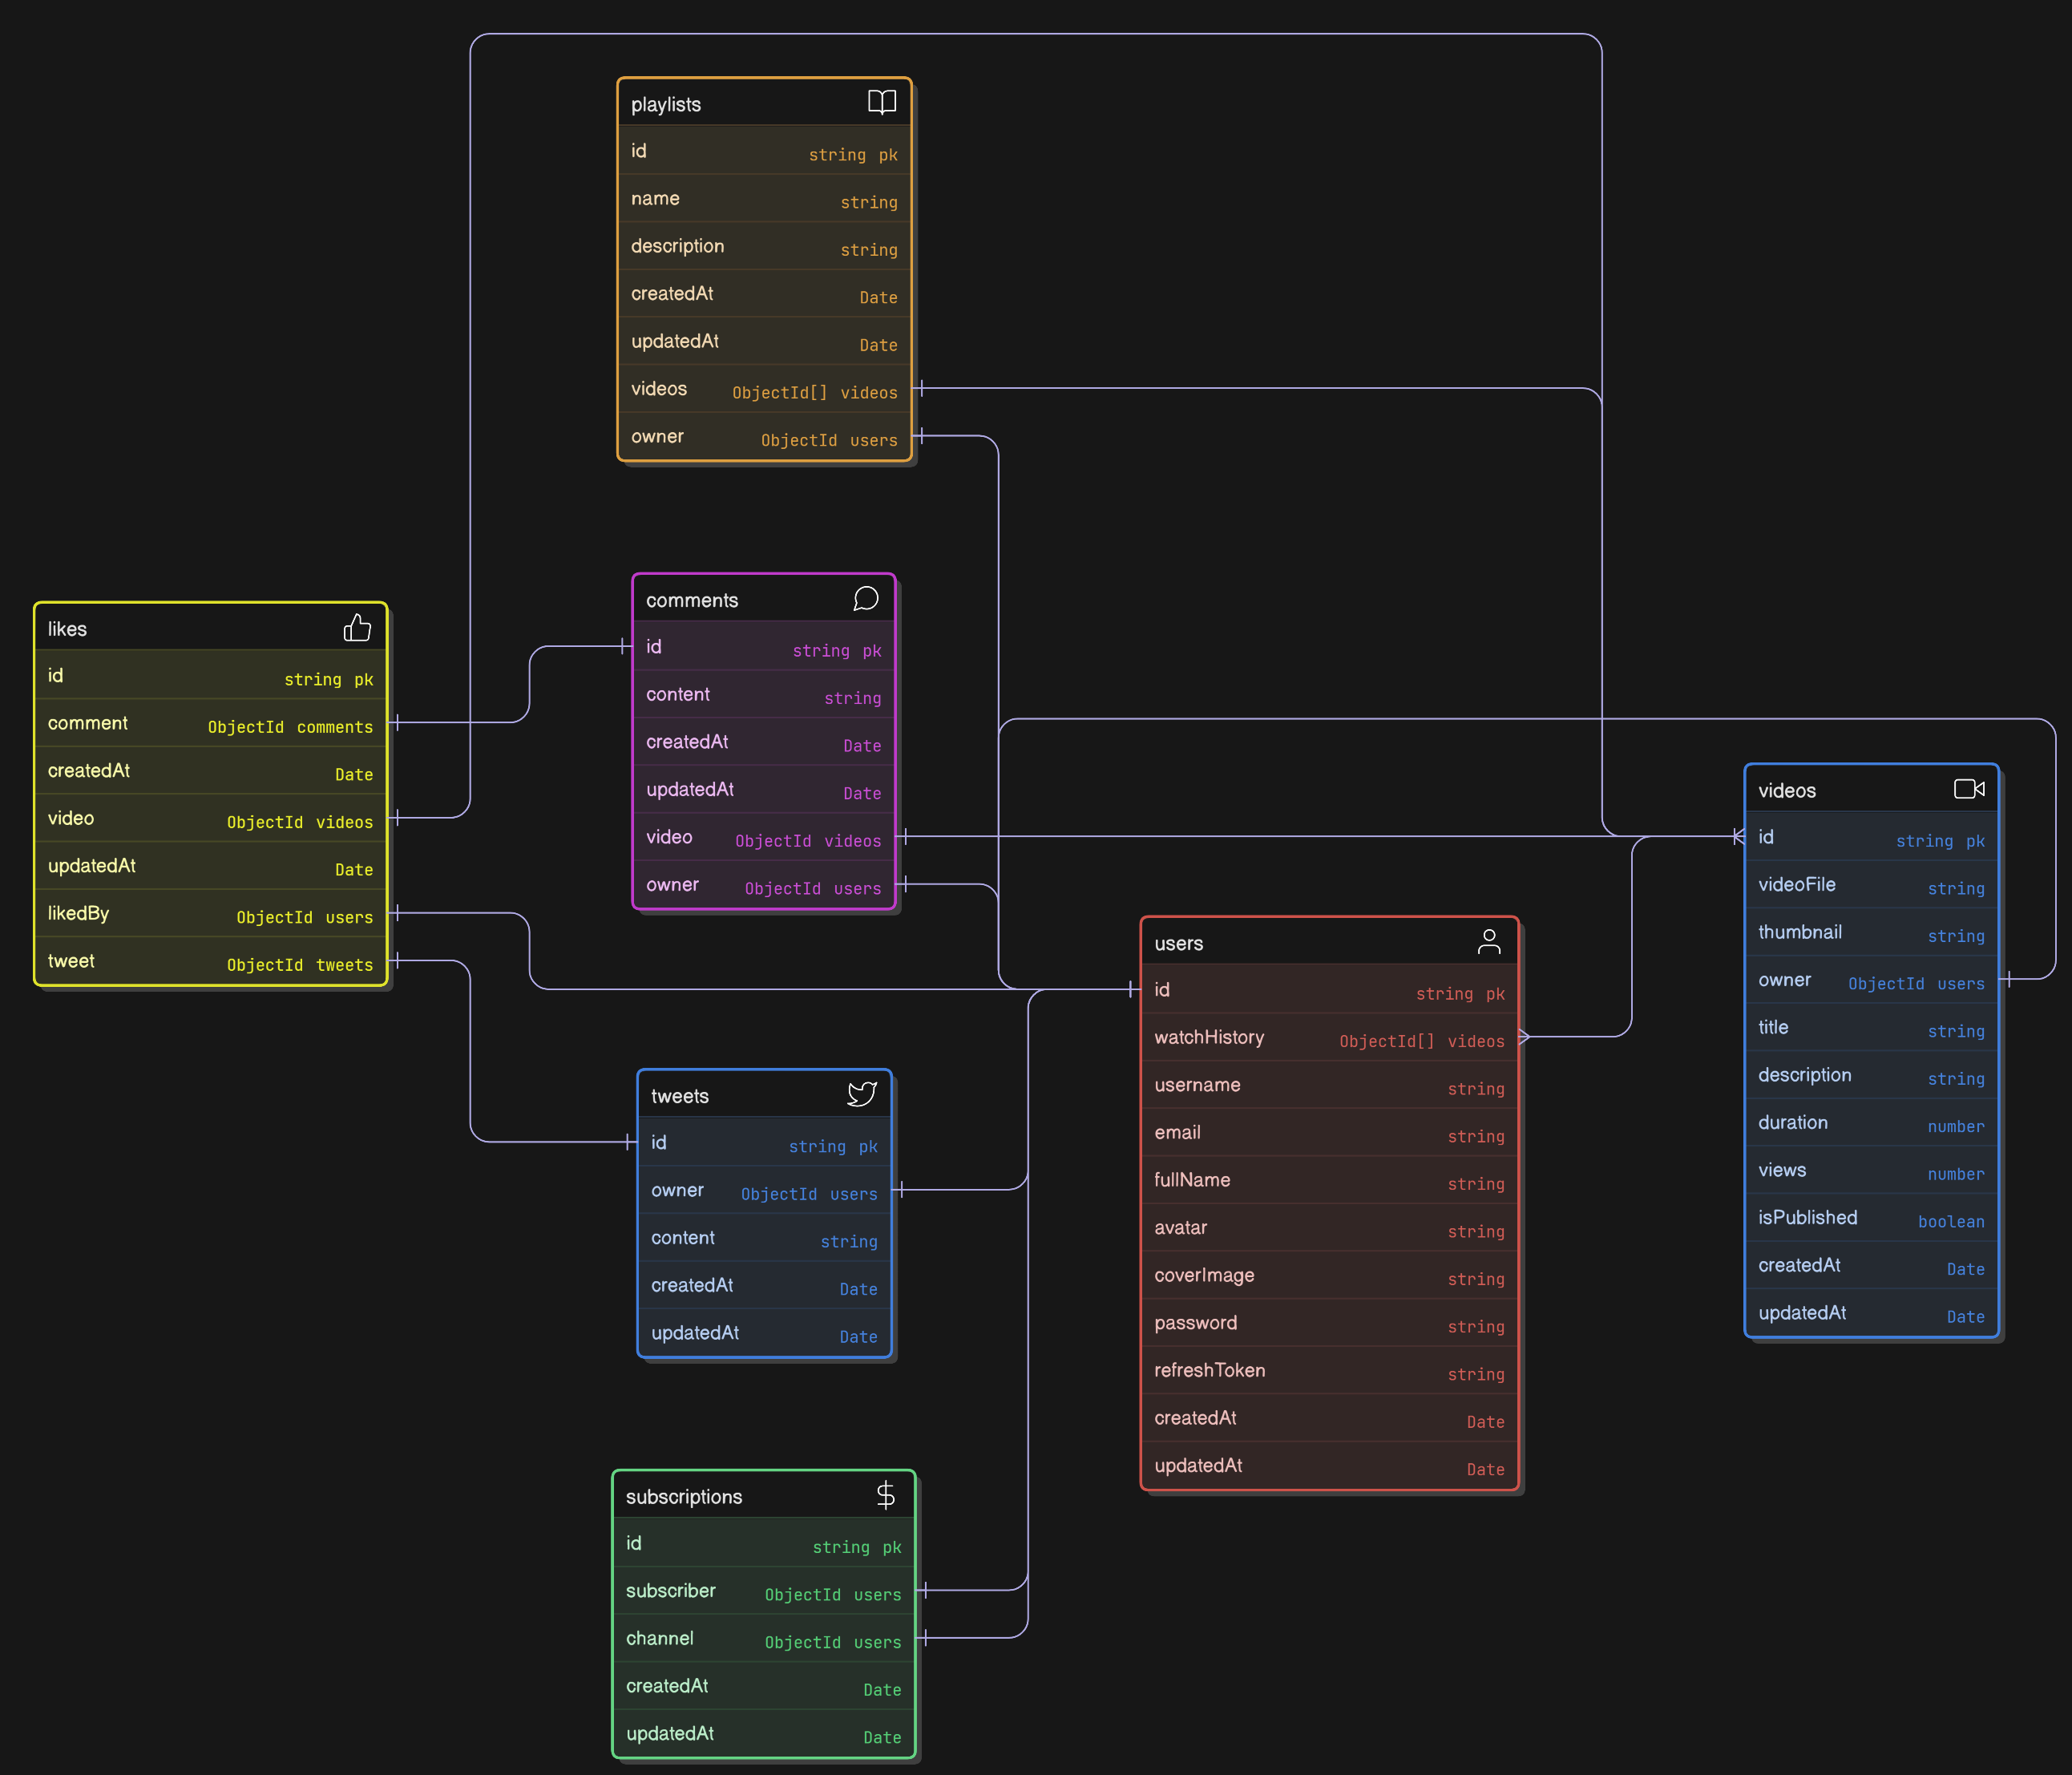 playlists
id string pk
name string
description string
createdAt Date
updatedAt Date
videos ObjectId[] videos
owner ObjectId users
likes
id string pk
comment ObjectId comments
createdAt Date
video ObjectId videos
updatedAt Date
likedBy ObjectId users
tweet ObjectId tweets
comments
id string pk
content string
createdAt Date
updatedAt Date
video ObjectId videos
owner ObjectId users
tweets
id string pk
owner ObjectId users
content string
createdAt Date
updatedAt Date
subscriptions
id string pk
subscriber ObjectId users
channel ObjectId users
createdAt Date
updatedAt Date
users
id string pk
watchHistory ObjectId[] videos
username string
email string
fullName string
avatar string
coverImage string
password string
refreshToken string
createdAt Date
updatedAt Date
videos
id string pk
videoFile string
thumbnail string
owner ObjectId users
title string
description string
duration number
views number
isPublished boolean
createdAt Date
updatedAt Date